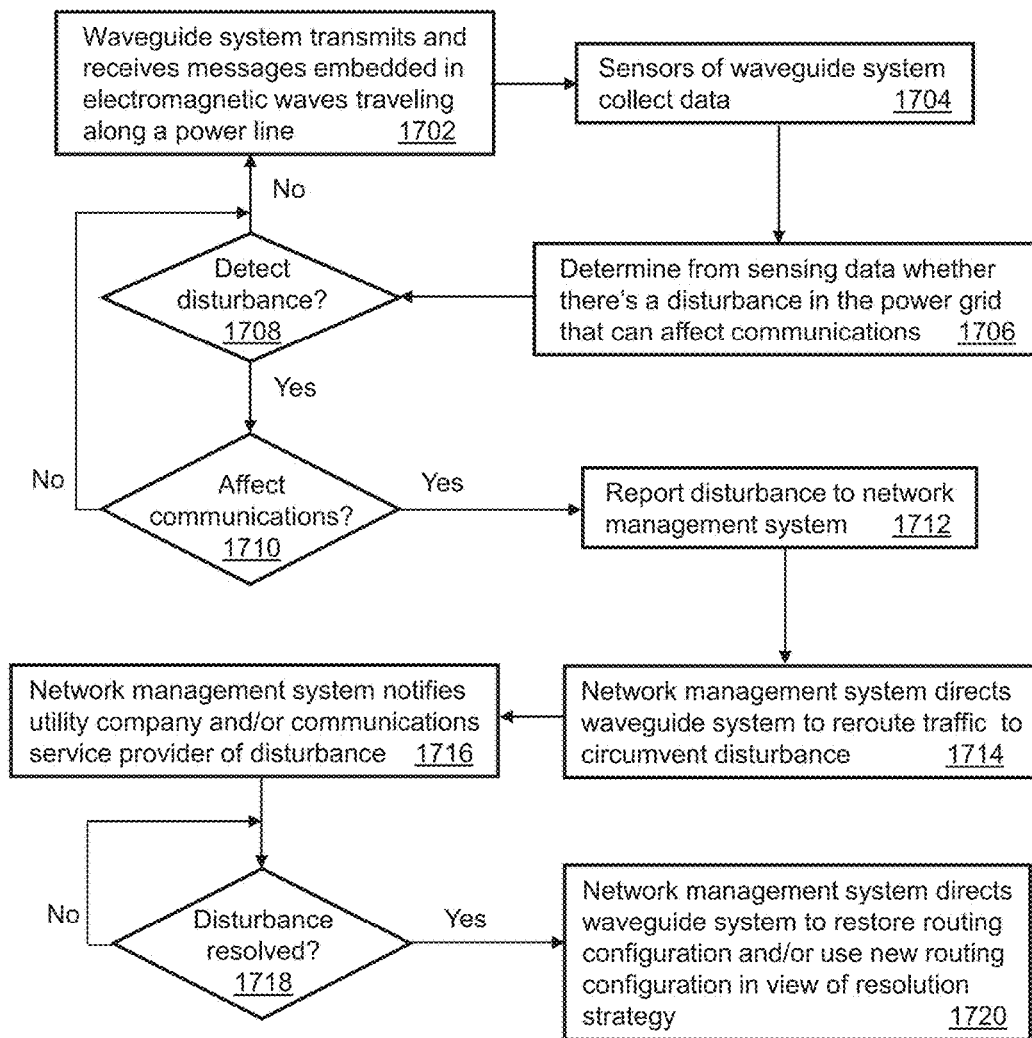 Waveguide system transmits and
receives messages embedded in
electromagnetic waves traveling
along a power line 1702
Sensors of waveguide system
collect data 1704
No
Detect
disturbance?
1708
Determine from sensing data whether
there's a disturbance in the power grid
that can affect communications 1706
Yes
No
Affect
communications?
1710
Yes
Report disturbance to network
management system 1712
Network management system notifies
utility company and/or communications
service provider of disturbance 1716
Network management system directs
waveguide system to reroute traffic to
circumvent disturbance 1714
No
Disturbance
resolved?
1718
Yes
Network management system directs
waveguide system to restore routing
configuration and/or use new routing
configuration in view of resolution
strategy 1720